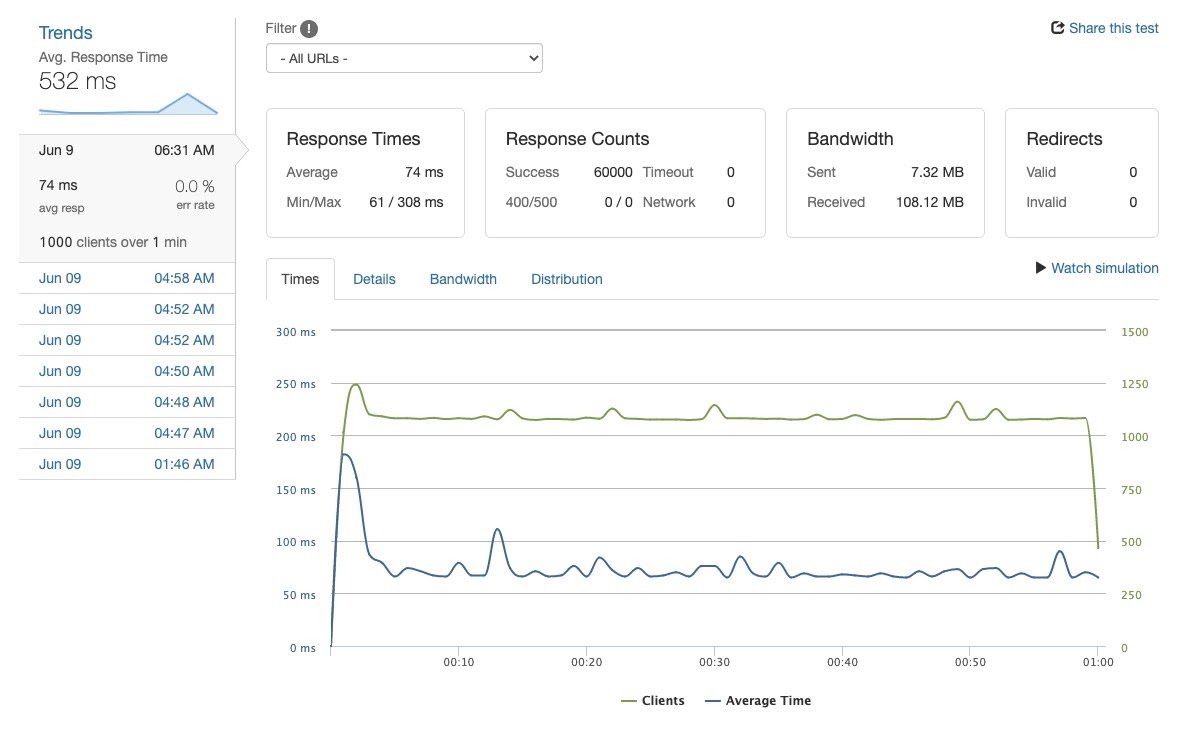 Trends
Avg. Response Time
532 ms
Jun 9 06:31 AM
74 ms 0.0 %
avg resp err rate
1000 clients over 1 min
Jun 09 04:58 AM
Jun 09 04:52 AM
Jun 09 04:52 AM
Jun 09 04:50 AM
Jun 09 04:48 AM
Jun 09 04:47 AM
Jun 09 01:46 AM
Filter !
Share this test
- All URLs -
Response Times
Average 74 ms
Min/Max 61 / 308 ms
Response Counts
Success 60000 Timeout 0
400/500 0 / 0 Network 0
Bandwidth
Sent 7.32 MB
Received 108.12 MB
Redirects
Valid 0
Invalid 0
Times Details Bandwidth Distribution
Watch simulation
300 ms 1500
250 ms 1250
200 ms 1000
150 ms 750
100 ms 500
50 ms 250
0 ms 0
00:10 00:20 00:30 00:40 00:50 01:00
Clients Average Time